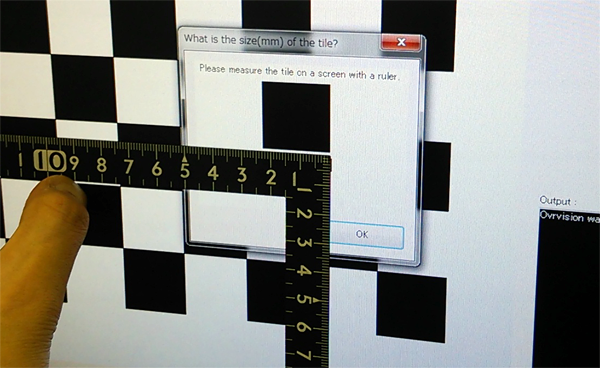 What is the size(mm) of the tile?
Please measure the tile on a screen with a ruler.
1 10 9 8 7 6 5 4 3 2 1
1
2
3
4
5
6
7
OK
Output :
Ovrvision wa